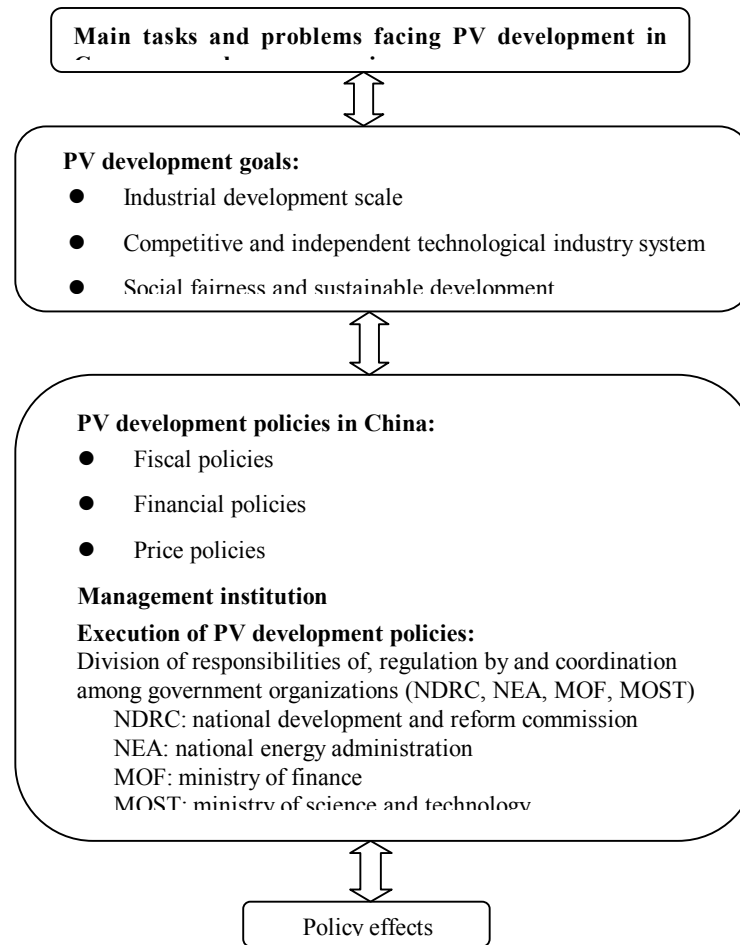 Main tasks and problems facing PV development in
PV development goals:
● Industrial development scale
● Competitive and independent technological industry system
● Social fairness and sustainable development
PV development policies in China:
● Fiscal policies
● Financial policies
● Price policies
Management institution
Execution of PV development policies:
Division of responsibilities of, regulation by and coordination
among government organizations (NDRC, NEA, MOF, MOST)
NDRC: national development and reform commission
NEA: national energy administration
MOF: ministry of finance
MOST: ministry of science and technology
Policy effects